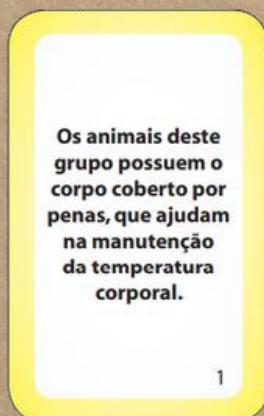 Os animais deste
grupo possuem o
corpo coberto por
penas, que ajudam
na manutenção
da temperatura
corporal.
1